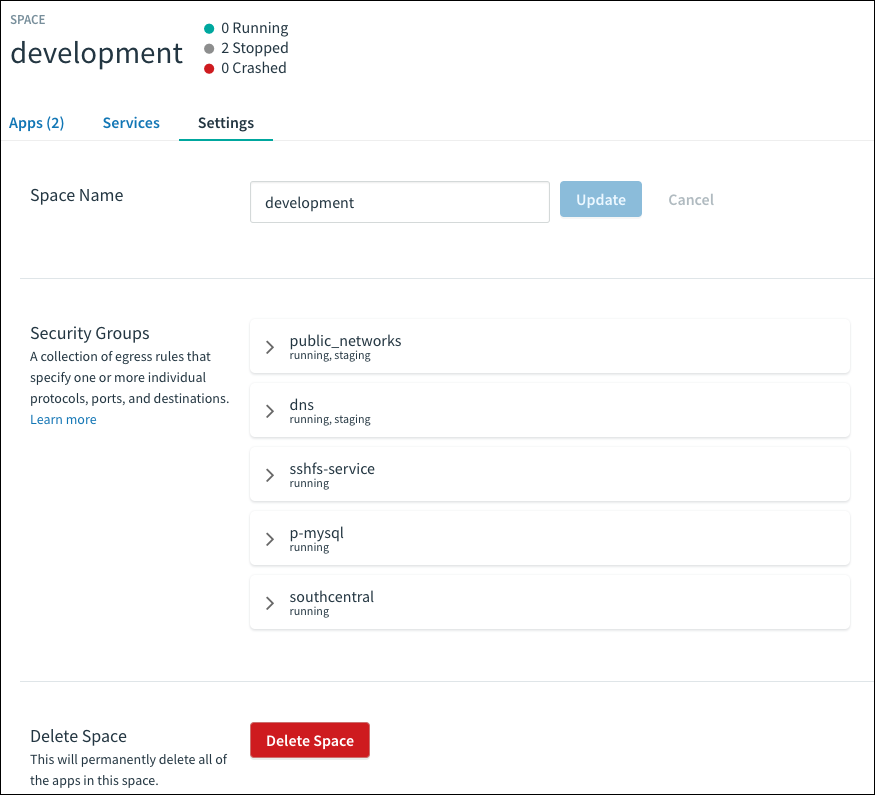 SPACE
development
0 Running
2 Stopped
0 Crashed
Apps (2)
Services
Settings
Space Name
development
Update
Cancel
Security Groups
A collection of egress rules that
specify one or more individual
protocols, ports, and destinations.
Learn more
public_networks
running, staging
dns
running, staging
sshfs-service
running
p-mysql
running
southcentral
running
Delete Space
This will permanently delete all of
the apps in this space.
Delete Space